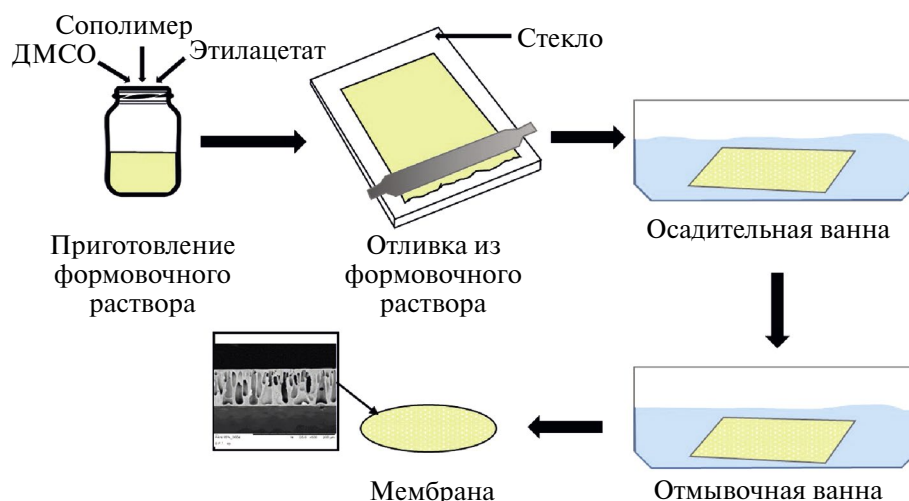 Сополимер
ДМСО
Этилацетат
Стекло
Приготовление
формовочного
раствора
Отливка из
формовочного
раствора
Осадительная ванна
Мембрана
Отмывочная ванна